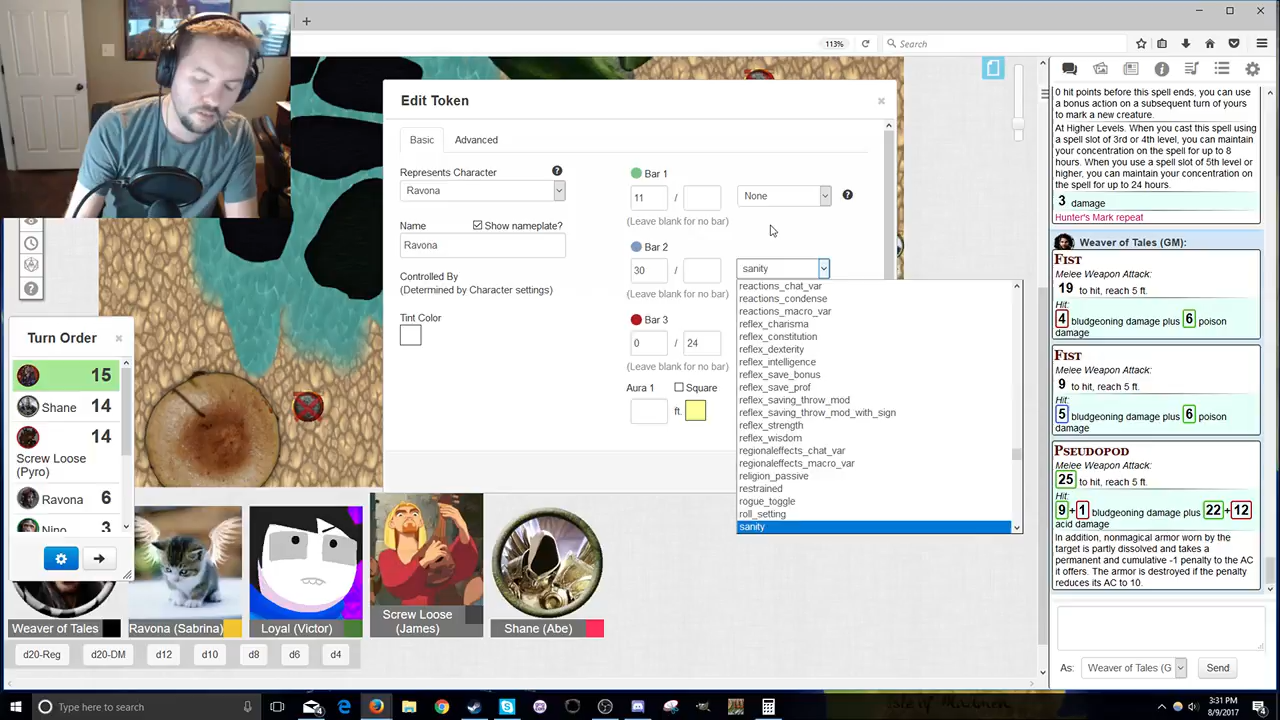 113%
Search
Edit Token
Basic
Advanced
Represents Character
Ravona
Name
Show nameplate?
Ravona
Controlled By
(Determined by Character settings)
Tint Color
Bar 1
11 /
None
(Leave blank for no bar)
Bar 2
30 /
sanity
(Leave blank for no bar)
Bar 3
0 / 24
(Leave blank for no bar)
Aura 1
Square
ft.
reactions_chat_var
reactions_condense
reactions_macro_var
reflex_charisma
reflex_constitution
reflex_dexterity
reflex_intelligence
reflex_save_bonus
reflex_save_prof
reflex_saving_throw_mod
reflex_saving_throw_mod_with_sign
reflex_strength
reflex_wisdom
regionaleffects_chat_var
regionaleffects_macro_var
religion_passive
restrained
rogue_toggle
roll_setting
sanity
Turn Order
15
Shane 14
14
Screw Loose
(Pyro)
Ravona 6
Nino 3
Weaver of Tales
Ravona (Sabrina)
Loyal (Victor)
Screw Loose
(James)
Shane (Abe)
d20-Reg
d20-DM
d12
d10
d8
d6
d4
0 hit points before this spell ends, you can use
a bonus action on a subsequent turn of yours
to mark a new creature.
At Higher Levels. When you cast this spell using
a spell slot of 3rd or 4th level, you can maintain
your concentration on the spell for up to 8
hours. When you use a spell slot of 5th level or
higher, you can maintain your concentration on
the spell for up to 24 hours.
3 damage
Hunter's Mark repeat
Weaver of Tales (GM):
FIST
Melee Weapon Attack:
19 to hit, reach 5 ft.
Hit:
4 bludgeoning damage plus 6 poison
damage
FIST
Melee Weapon Attack:
9 to hit, reach 5 ft.
Hit:
5 bludgeoning damage plus 6 poison
damage
PSEUDOPOD
Melee Weapon Attack:
25 to hit, reach 5 ft.
Hit:
9+1 bludgeoning damage plus 22+12
acid damage
In addition, nonmagical armor worn by the
target is partly dissolved and takes a
permanent and cumulative -1 penalty to the AC
it offers. The armor is destroyed if the penalty
reduces its AC to 10.
As:
Weaver of Tales (G
Send
Type here to search
3:31 PM
8/9/2017